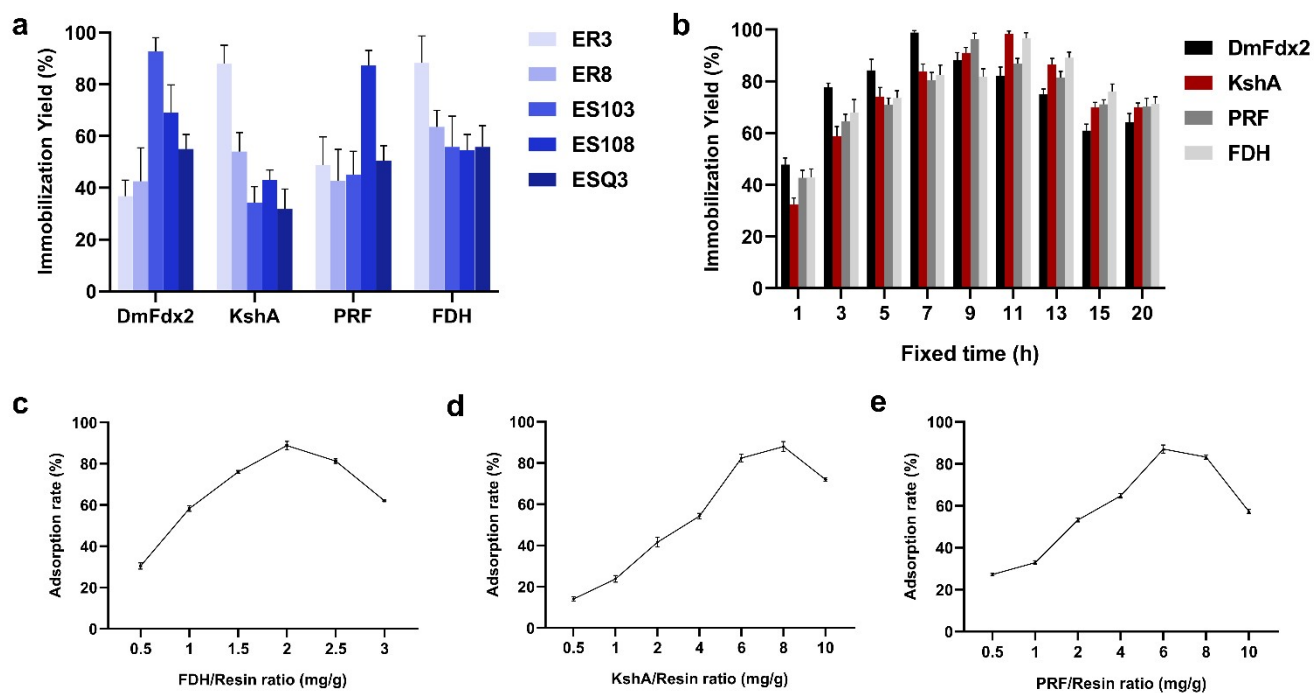 a
Immobilization Yield (%)
100
80
60
40
20
0
DmFdx2 KshA PRF FDH
ER3
ER8
ES103
ES108
ESQ3
b
Immobilization Yield (%)
100
80
60
40
20
0
1 3 5 7 9 11 13 15 20
Fixed time (h)
DmFdx2
KshA
PRF
FDH
c
Adsorption rate (%)
100
80
60
40
20
0
0.5 1 1.5 2 2.5 3
FDH/Resin ratio (mg/g)
d
Adsorption rate (%)
100
80
60
40
20
0
0.5 1 2 4 6 8 10
KshA/Resin ratio (mg/g)
e
Adsorption rate (%)
100
80
60
40
20
0
0.5 1 2 4 6 8 10
PRF/Resin ratio (mg/g)